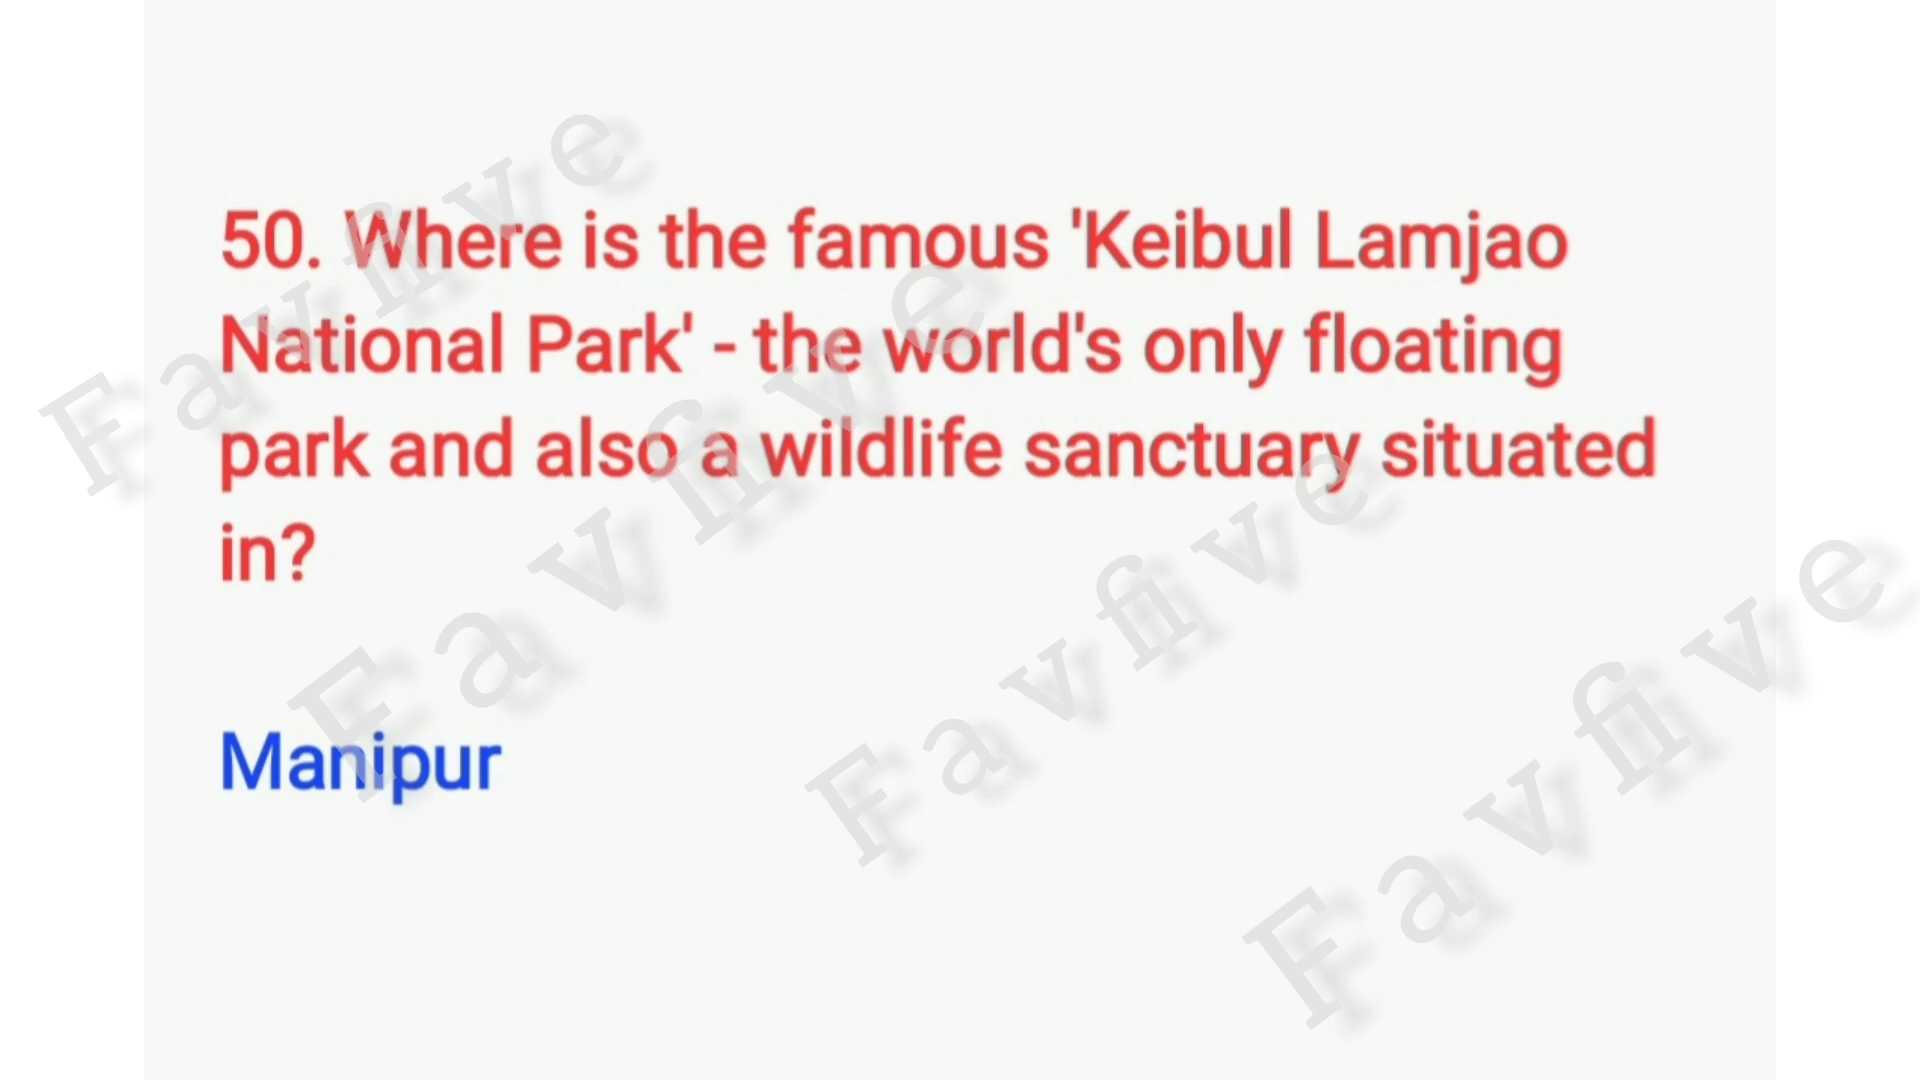 50. Where is the famous 'Keibul Lamjao
National Park' - the world's only floating
park and also a wildlife sanctuary situated
in?
Manipur
Favfive
Favfive
Favfive
Favfive